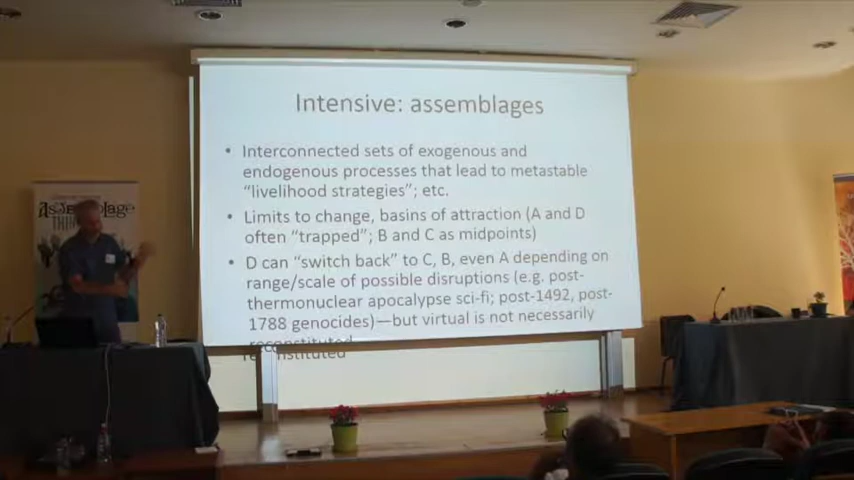 Intensive: assemblages
• Interconnected sets of exogenous and
endogenous processes that lead to metastable
“livelihood strategies”; etc.
• Limits to change, basins of attraction (A and D
often “trapped”; B and C as midpoints)
• D can “switch back” to C, B, even A depending on
range/scale of possible disruptions (e.g. post-
thermonuclear apocalypse sci-fi; post-1492, post-
1788 genocides)—but virtual is not necessarily
reconstituted